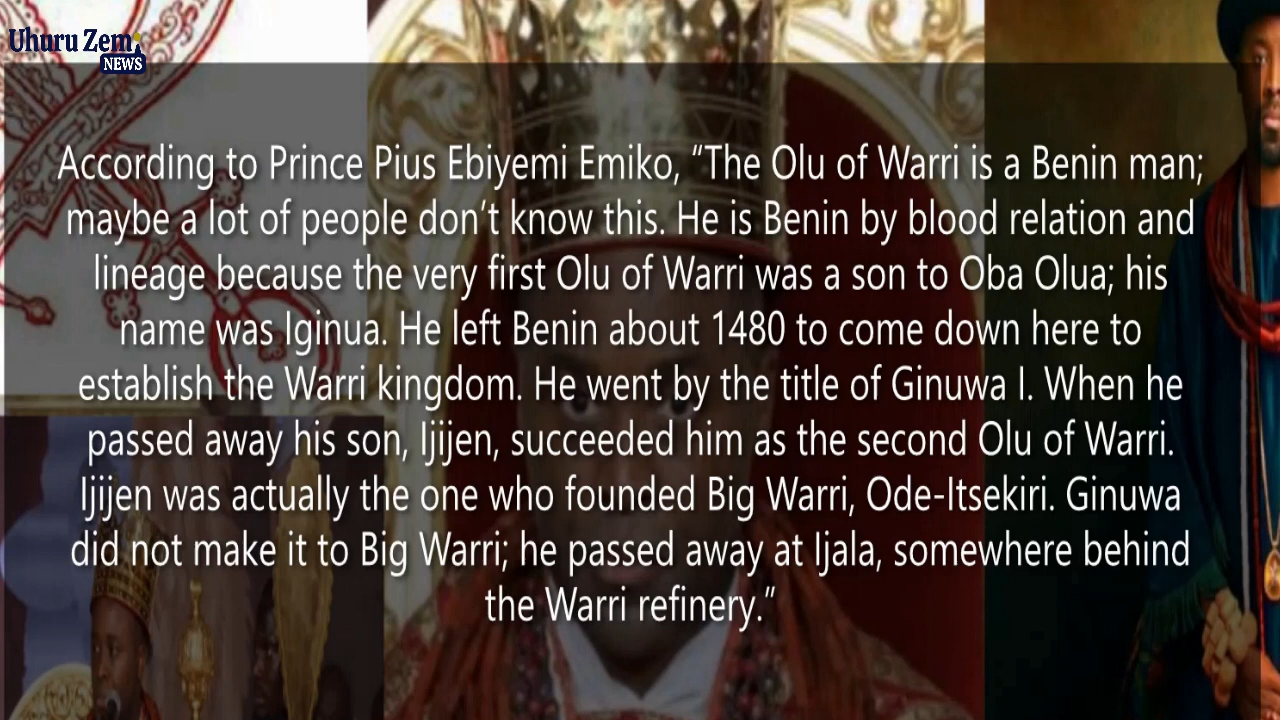 Uhuru Zem
NEWS
According to Prince Pius Ebiyemi Emiko, “The Olu of Warri is a Benin man;
maybe a lot of people don’t know this. He is Benin by blood relation and
lineage because the very first Olu of Warri was a son to Oba Olua; his
name was Iginua. He left Benin about 1480 to come down here to
establish the Warri kingdom. He went by the title of Ginuwa I. When he
passed away his son, Ijijen, succeeded him as the second Olu of Warri.
Ijijen was actually the one who founded Big Warri, Ode-Itsekiri. Ginuwa
did not make it to Big Warri; he passed away at Ijala, somewhere behind
the Warri refinery.”